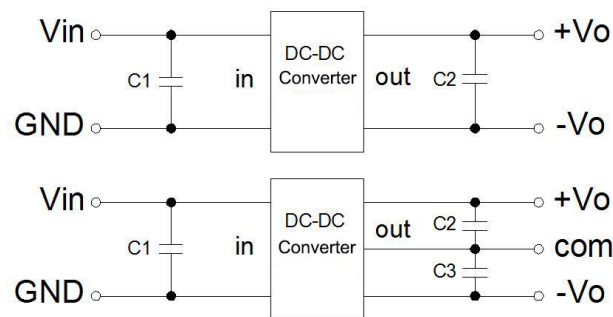 Vin
DC-DC
Converter
+Vo
C1
in
out
C2
GND
-Vo
Vin
DC-DC
Converter
+Vo
C1
in
out
C2
com
C3
GND
-Vo